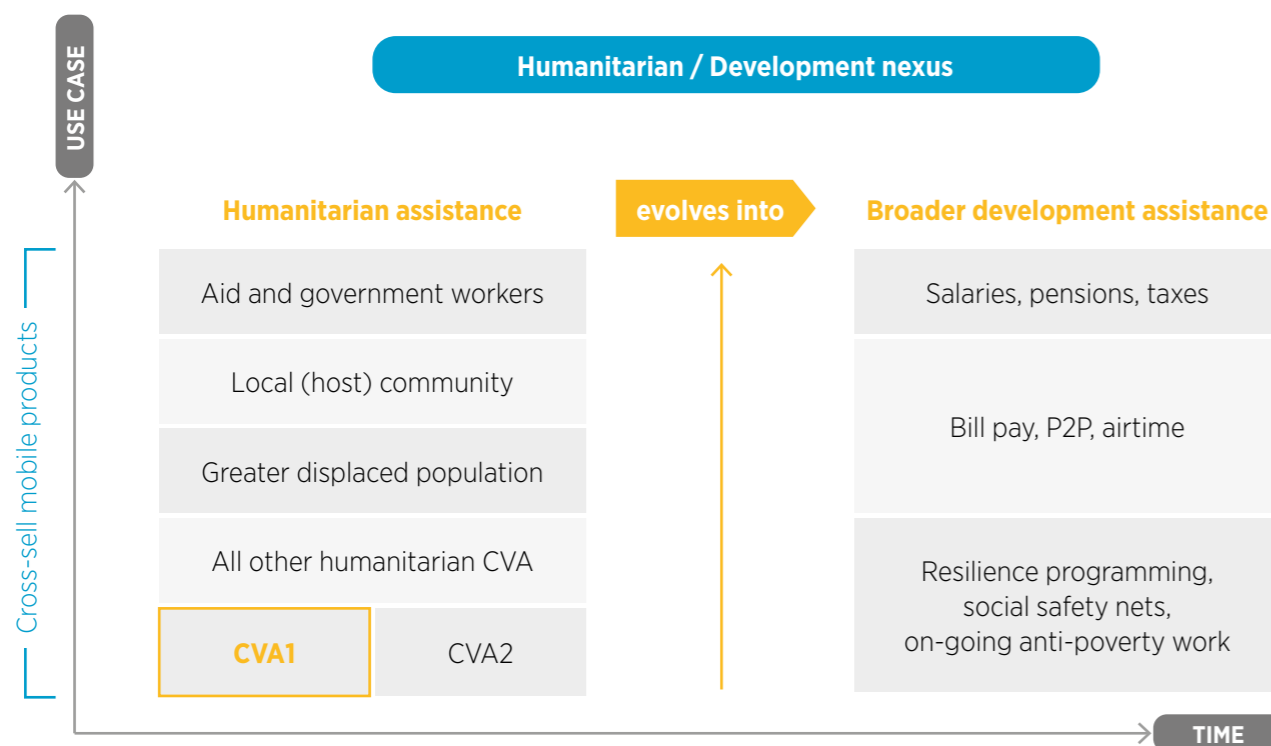 USE CASE
Humanitarian / Development nexus
Humanitarian assistance
evolves into
Broader development assistance
Cross-sell mobile products
Aid and government workers
Local (host) community
Greater displaced population
All other humanitarian CVA
CVA1
CVA2
Salaries, pensions, taxes
Bill pay, P2P, airtime
Resilience programming,
social safety nets,
on-going anti-poverty work
TIME